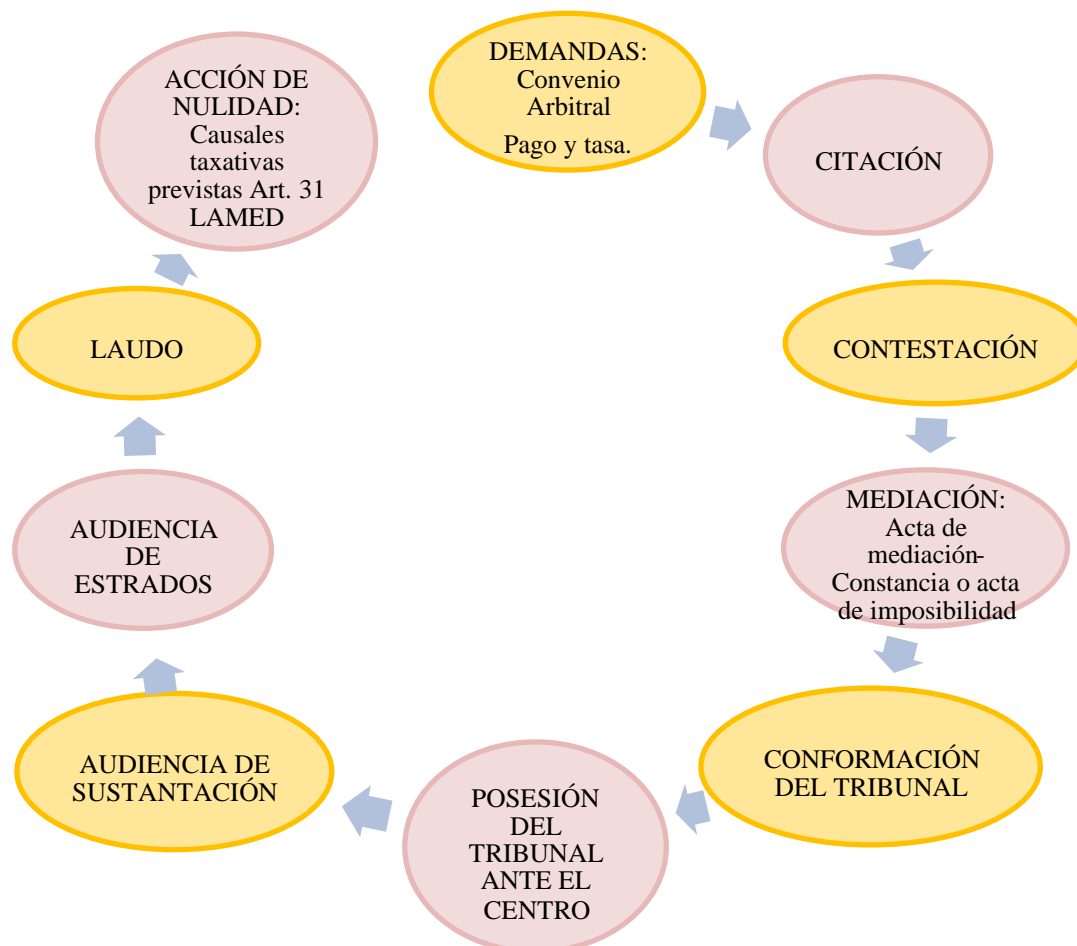 DEMANDAS:
Convenio
Arbitral
Pago y tasa.
CITACIÓN
CONTESTACIÓN
MEDIACIÓN:
Acta de
mediación-
Constancia o acta
de imposibilidad
CONFORMACIÓN
DEL TRIBUNAL
POSESIÓN
DEL
TRIBUNAL
ANTE EL
CENTRO
AUDIENCIA DE
SUSTANTACIÓN
AUDIENCIA
DE
ESTRADOS
LAUDO
ACCIÓN DE
NULIDAD:
Causales
taxativas
previstas Art. 31
LAMED